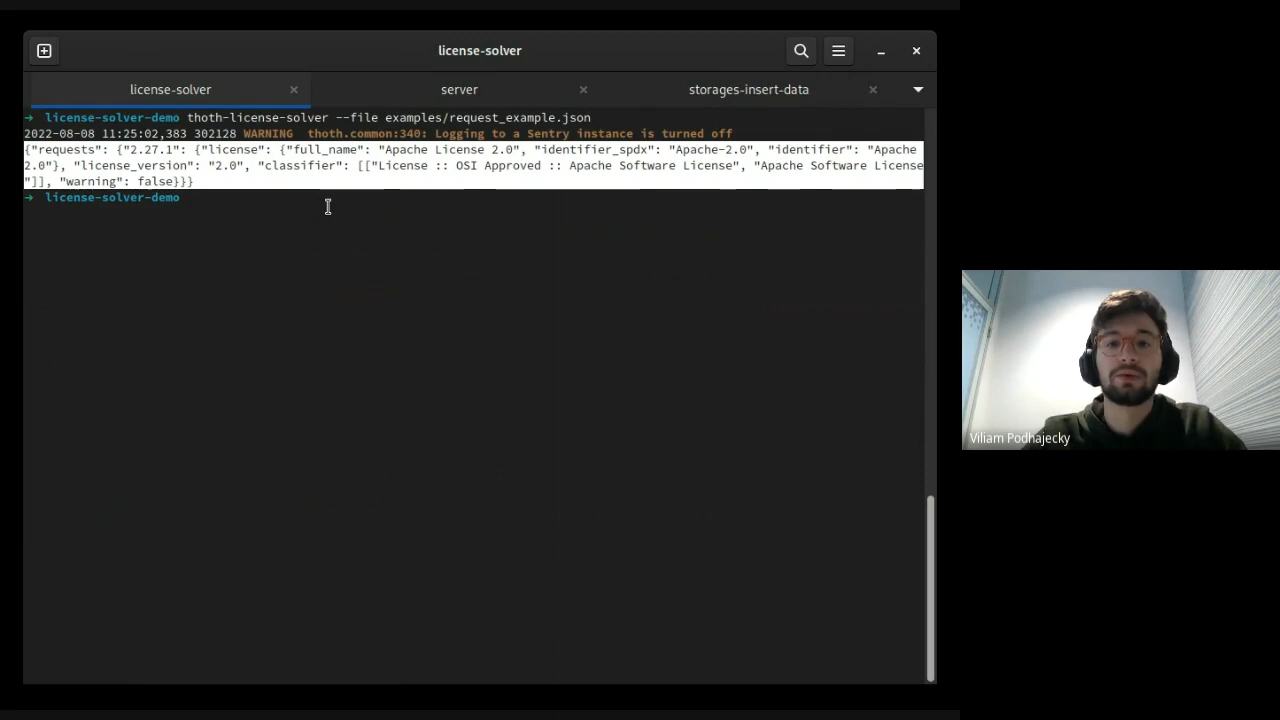 license-solver
license-solver
server
storages-insert-data
→ license-solver-demo thoth-license-solver --file examples/request_example.json
2022-08-08 11:25:02,383 302128 WARNING  thoth.common:340: Logging to a Sentry instance is turned off
{"requests": {"2.27.1": {"license": {"full_name": "Apache License 2.0", "identifier_spdx": "Apache-2.0", "identifier": "Apache
2.0"}, "license_version": "2.0", "classifier": [["License :: OSI Approved :: Apache Software License", "Apache Software License
"]], "warning": false}}}
→ license-solver-demo
Viliam Podhajecky